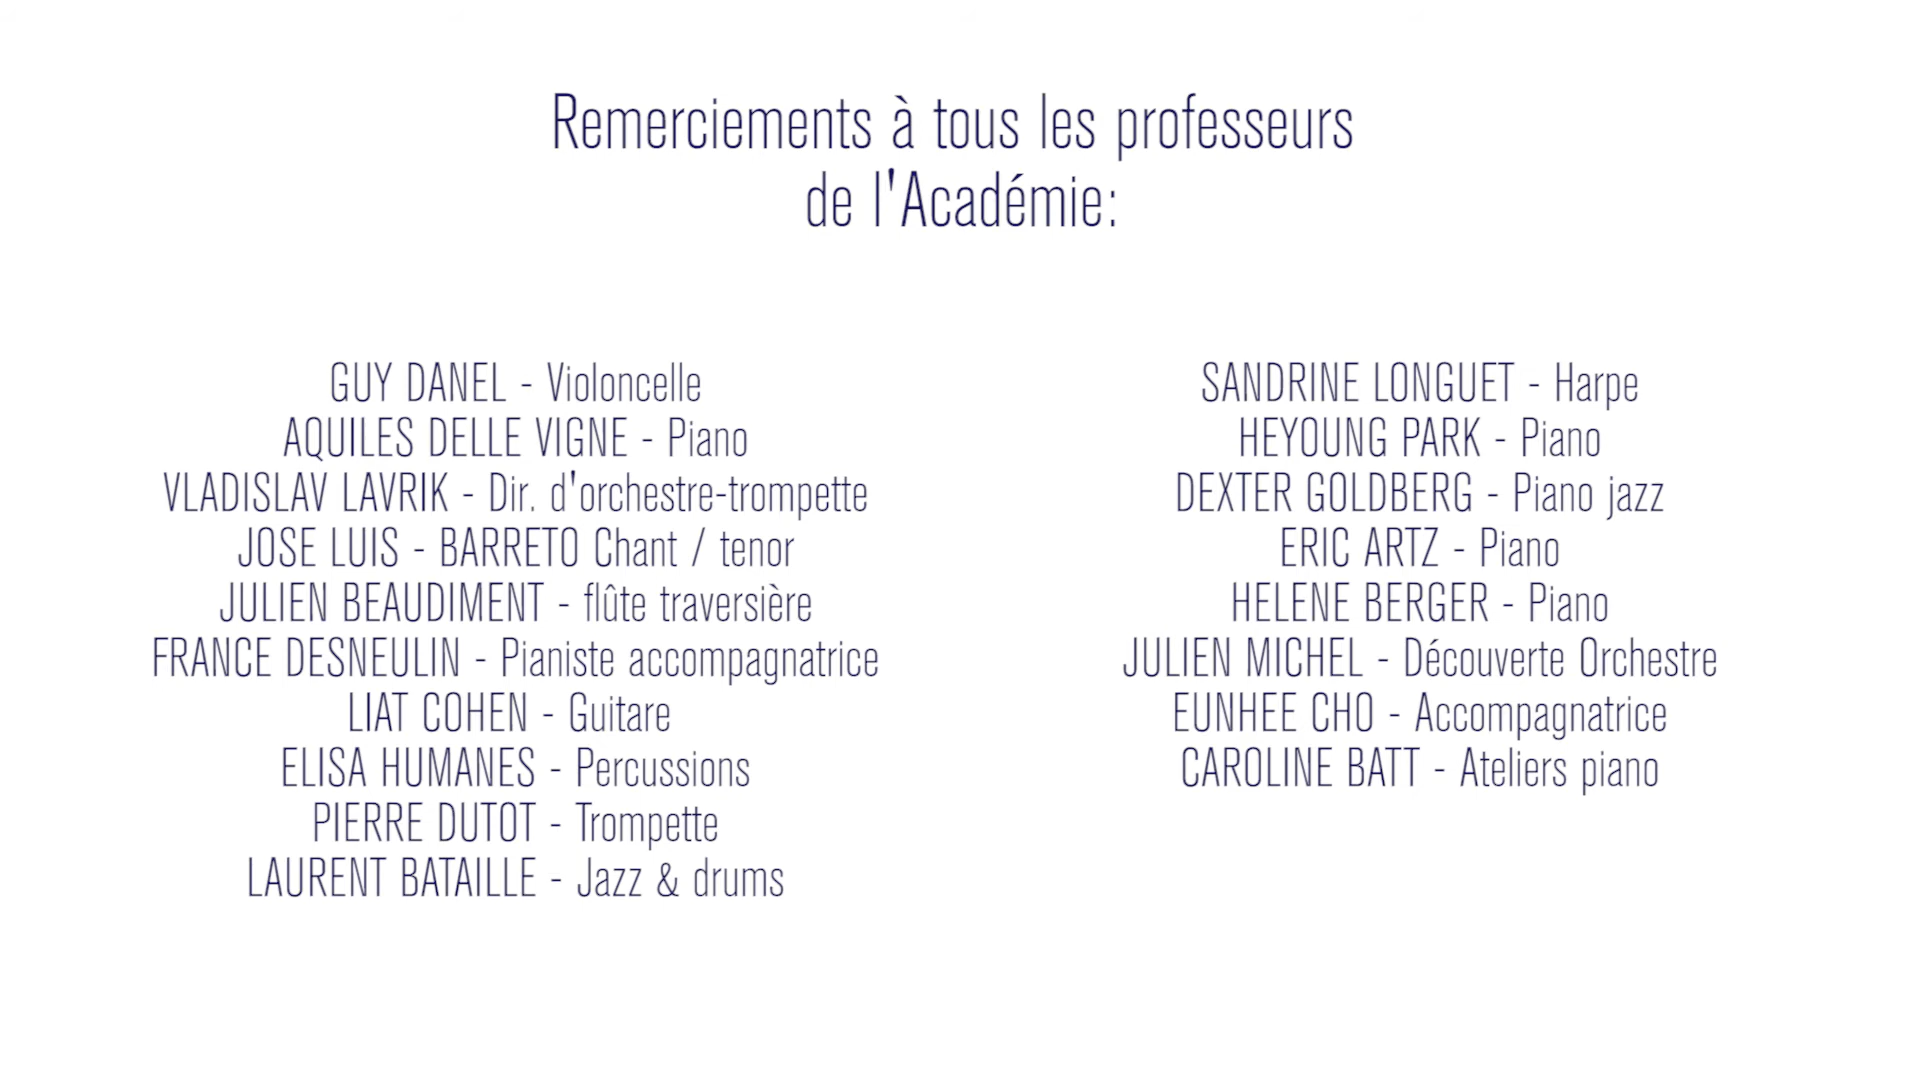 Remerciements à tous les professeurs
de l'Académie:
GUY DANEL - Violoncelle
AQUILES DELLE VIGNE - Piano
VLADISLAV LAVRIK - Dir. d'orchestre-trompette
JOSE LUIS - BARRETO Chant / tenor
JULIEN BEAUDIMENT - flûte traversière
FRANCE DESNEULIN - Pianiste accompagnatrice
LIAT COHEN - Guitare
ELISA HUMANES - Percussions
PIERRE DUTOT - Trompette
LAURENT BATAILLE - Jazz & drums
SANDRINE LONGUET - Harpe
HEYOUNG PARK - Piano
DEXTER GOLDBERG - Piano jazz
ERIC ARTZ - Piano
HELENE BERGER - Piano
JULIEN MICHEL - Découverte Orchestre
EUNHEE CHO - Accompagnatrice
CAROLINE BATT - Ateliers piano